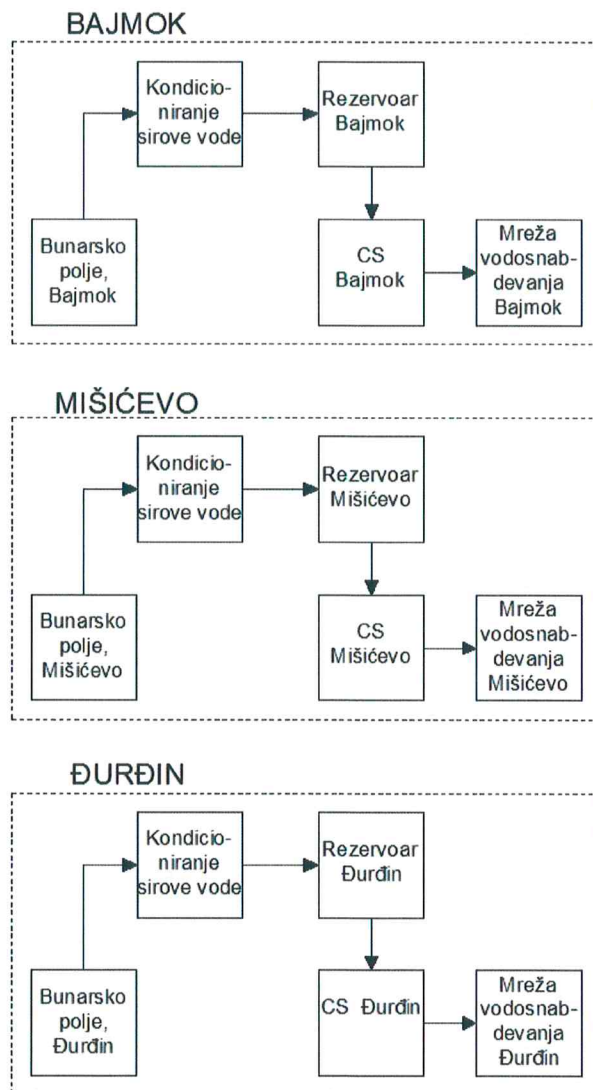 BAJMOK
Kondicio-
niranje
sirove vode
Rezervoar
Bajmok
Bunarsko
polje,
Bajmok
CS
Bajmok
Mreža
vodosnab-
devanja
Bajmok
MIŠIĆEVO
Kondicio-
niranje
sirove vode
Rezervoar
Mišićevo
Bunarsko
polje,
Mišićevo
CS
Mišićevo
Mreža
vodosnab-
devanja
Mišićevo
ĐURĐIN
Kondicio-
niranje
sirove vode
Rezervoar
Đurđin
Bunarsko
polje,
Đurđin
CS Đurđin
Mreža
vodosnab-
devanja
Đurđin